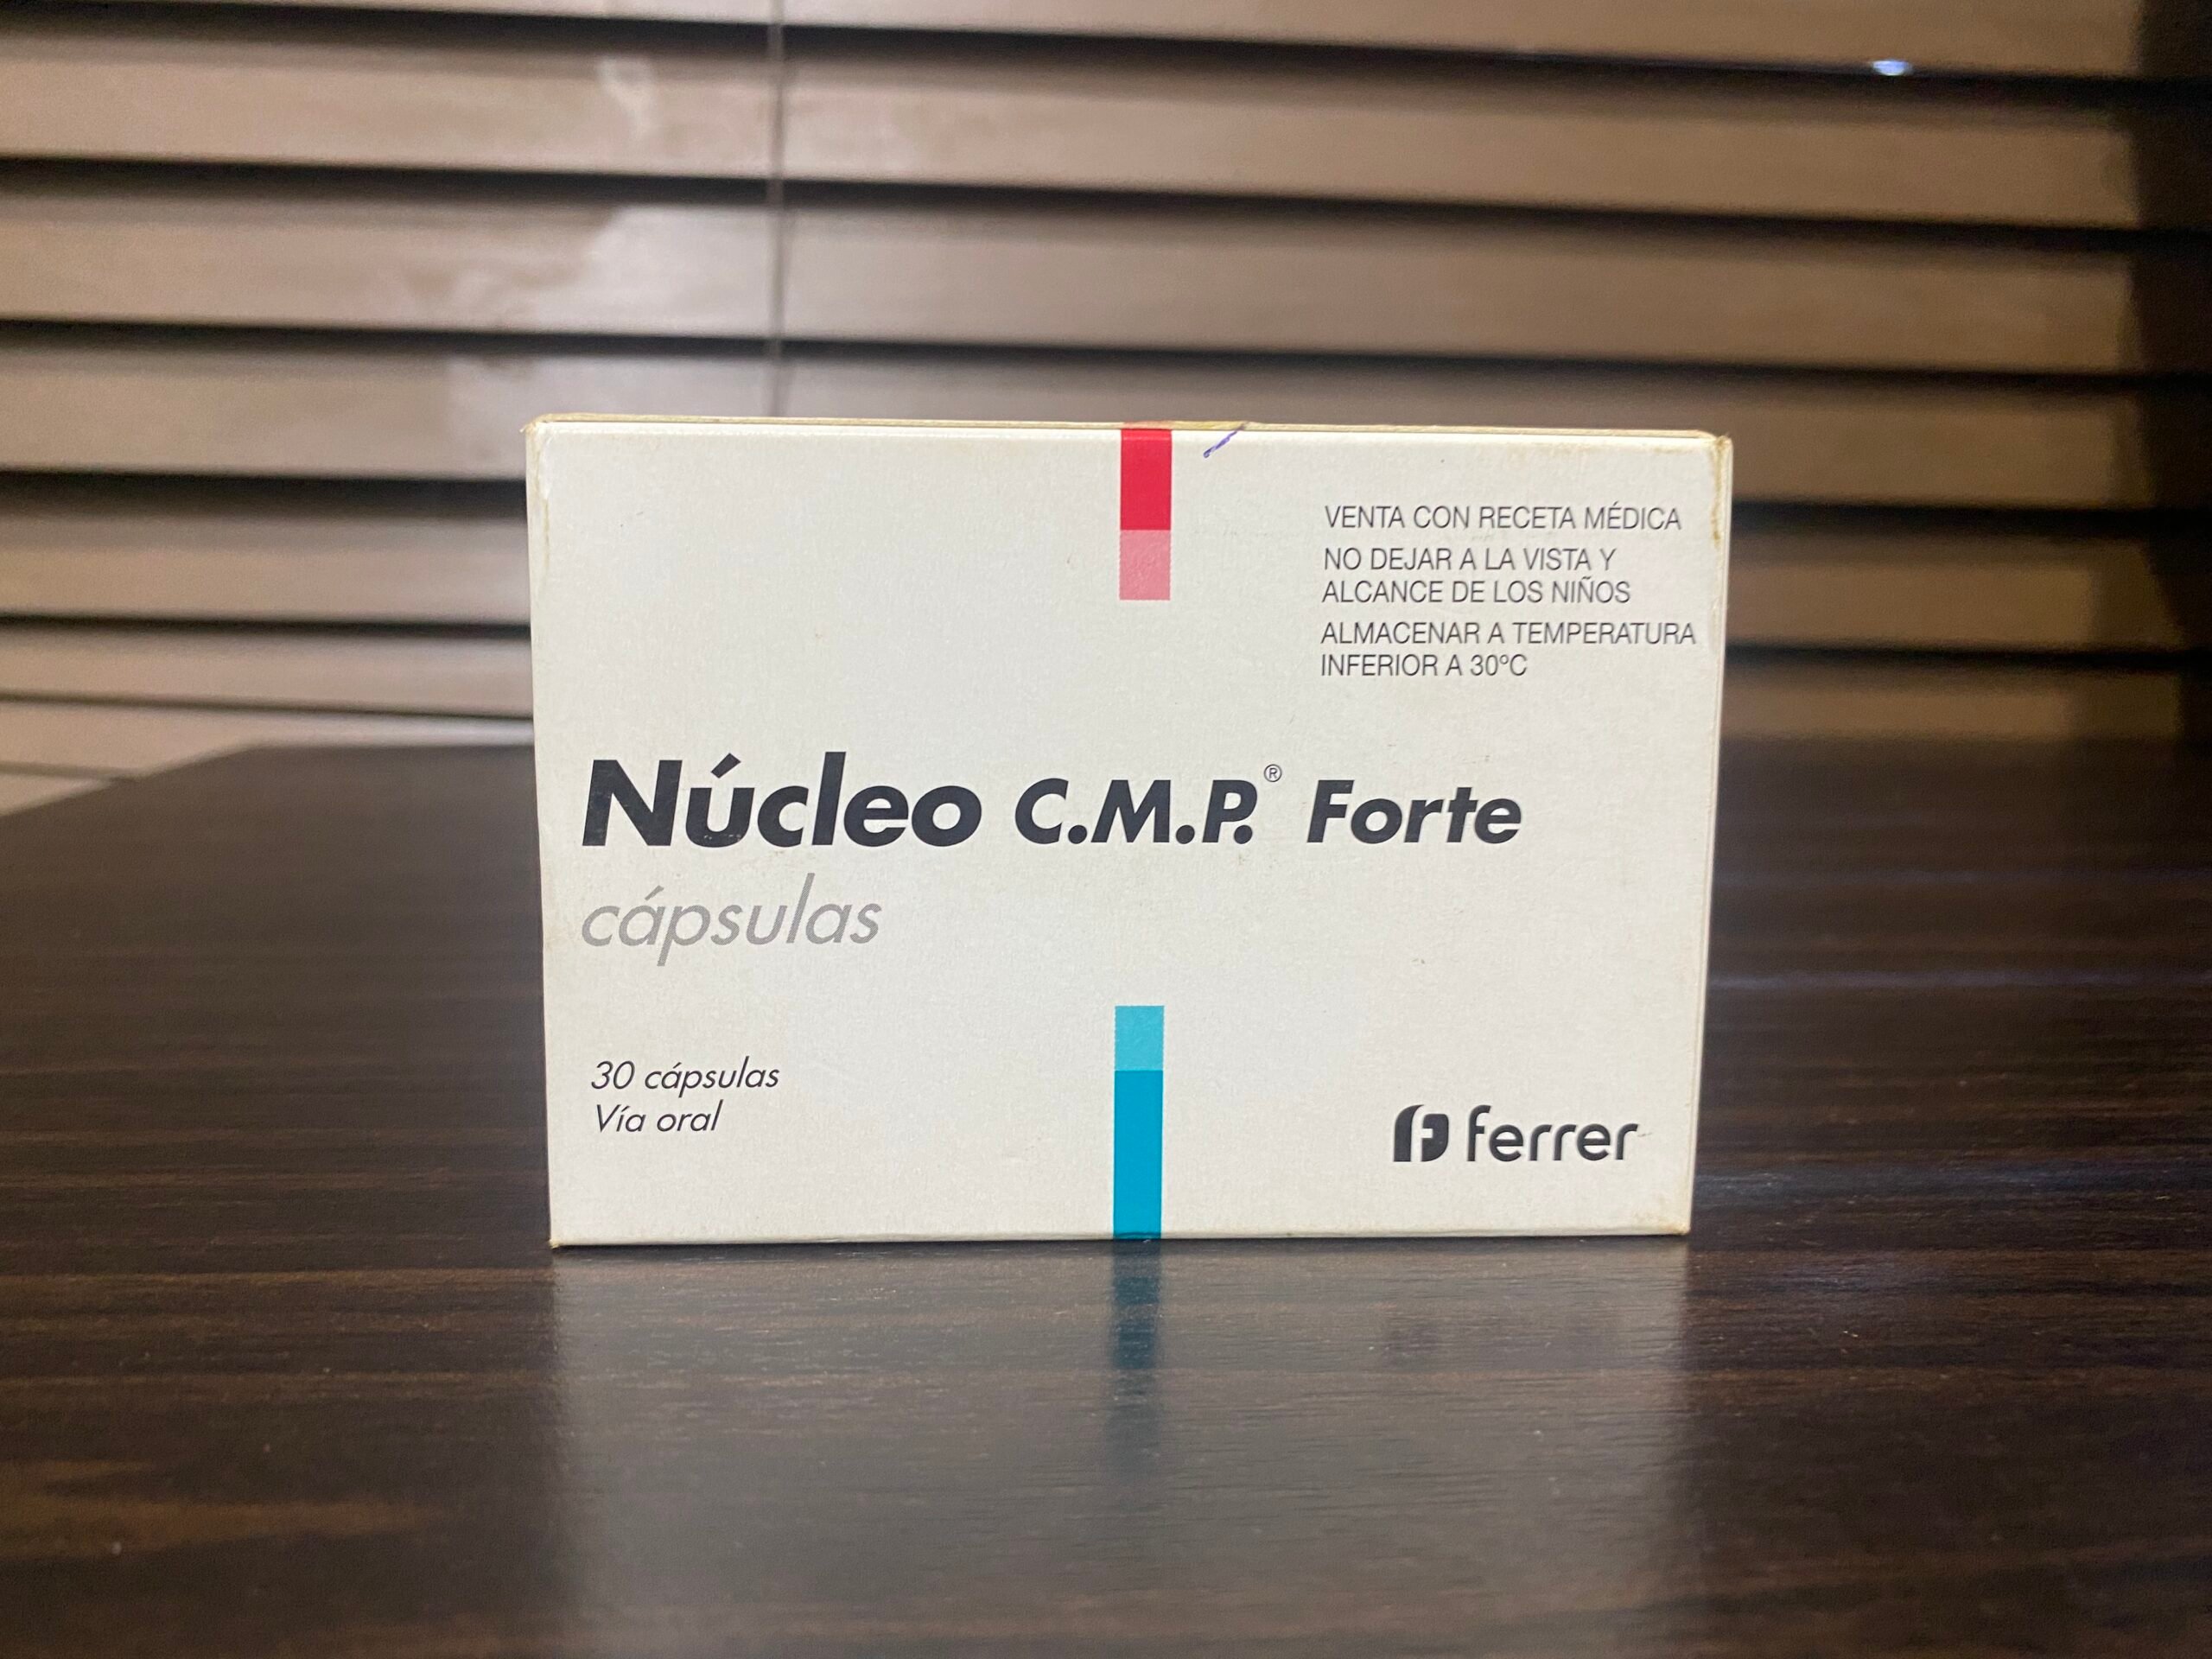 VENTA CON RECETA MÉDICA
NO DEJAR A LA VISTA Y
ALCANCE DE LOS NIÑOS
ALMACENAR A TEMPERATURA
INFERIOR A 30ºC
Núcleo C.M.P.® Forte
cápsulas
30 cápsulas
Vía oral
ferrer